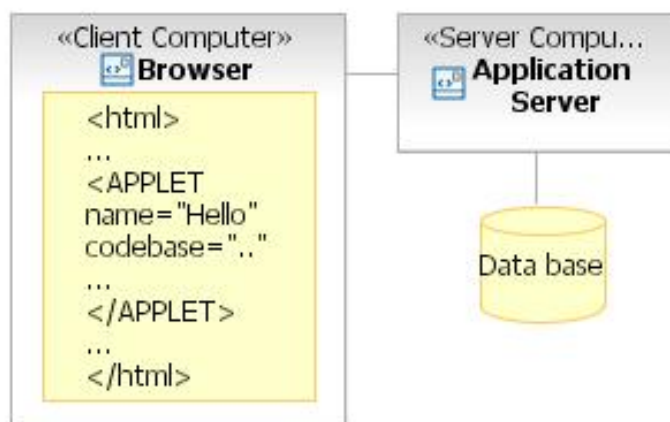 «Client Computer»
Browser
<html>
...
<APPLET
name="Hello"
codebase=".."
...
</APPLET>
...
</html>
«Server Compu...
Application
Server
Data base